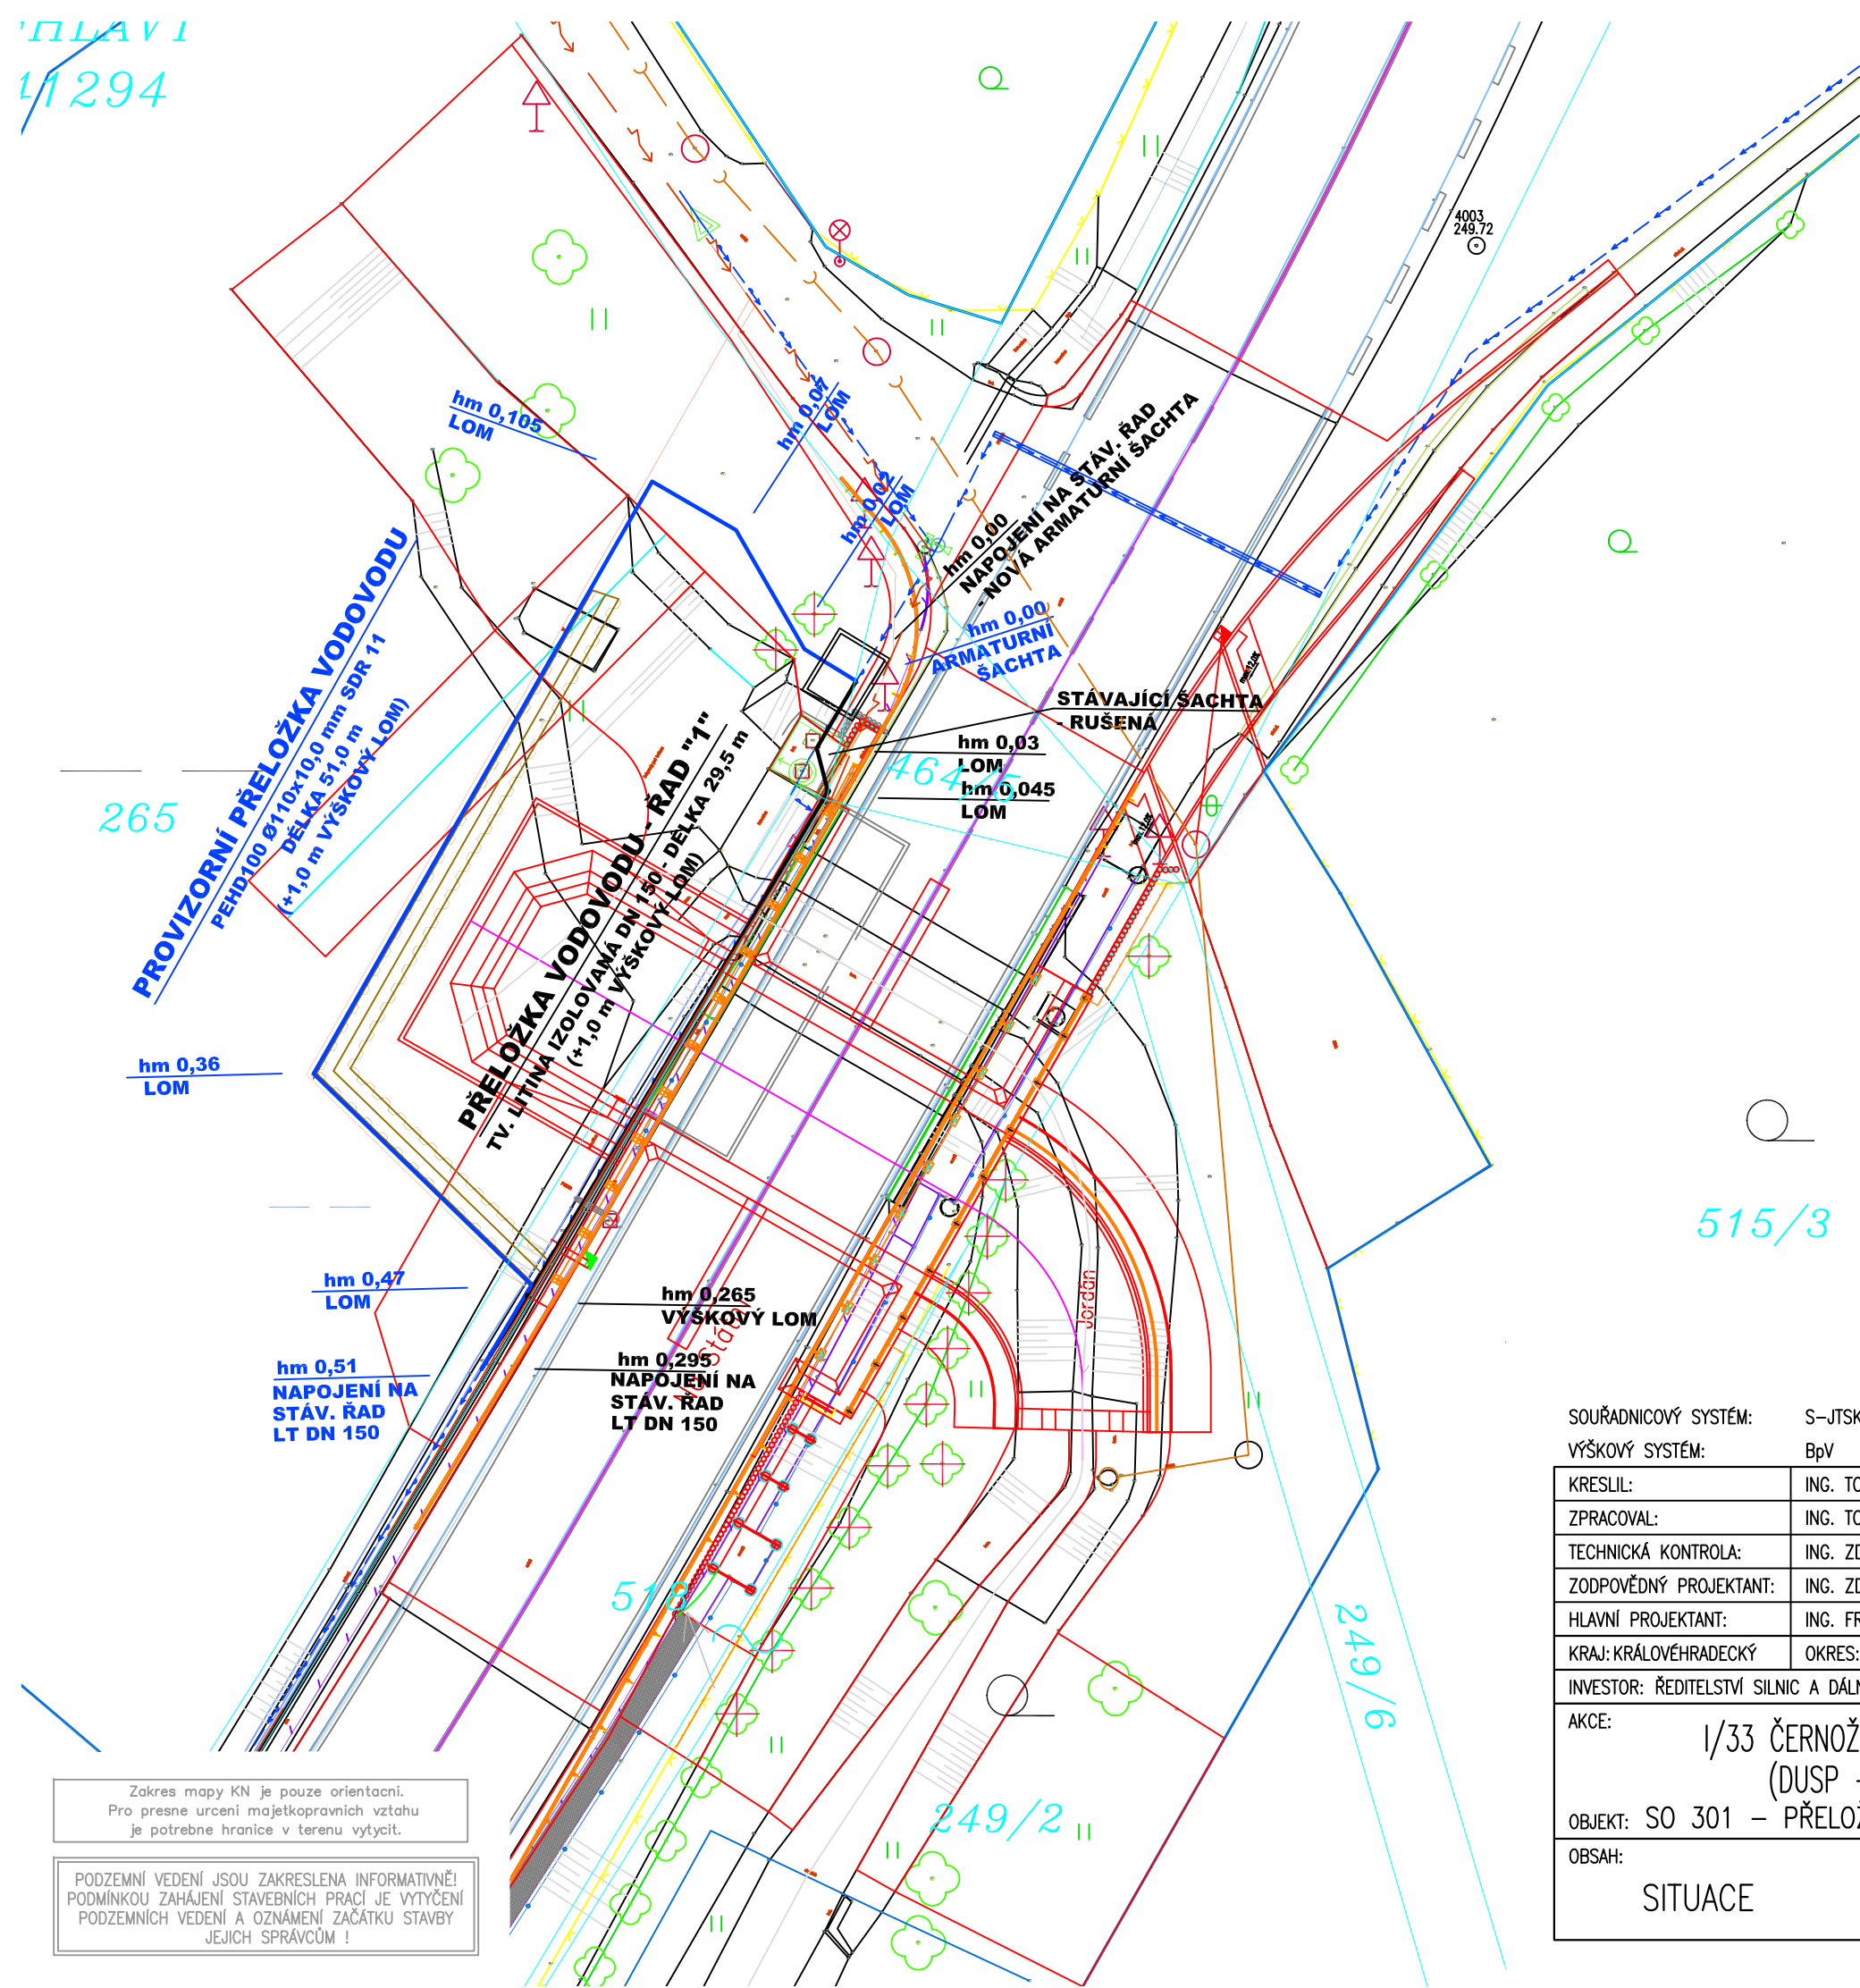 41294
4003
249.72
hm 0,105
LOM
hm 0,07
LOM
hm 0,02
LOM
hm 0,00
NAPOJENÍ NA STÁV. ŘAD
- NOVÁ ARMATURNÍ ŠACHTA
hm 0,00
ARMATURNÍ
ŠACHTA
STÁVAJÍCÍ ŠACHTA
- RUŠENÁ
hm 0,03
LOM
hm 0,045
LOM
265
PROVIZORNÍ PŘELOŽKA VODOVODU
PEHD100 Ø110x10,0 mm SDR 11
DÉLKA 51,0 m
(+1,0 m VÝŠKOVÝ LOM)
PŘELOŽKA VODOVODU - ŘAD "1"
TV. LITINA IZOLOVANÁ DN 150 - DÉLKA 29,5 m
(+1,0 m VÝŠKOVÝ LOM)
hm 0,36
LOM
hm 0,47
LOM
hm 0,51
NAPOJENÍ NA
STÁV. ŘAD
LT DN 150
hm 0,265
VÝŠKOVÝ LOM
hm 0,295
NAPOJENÍ NA
STÁV. ŘAD
LT DN 150
Jordán
515/3
249/6
249/2
SOUŘADNICOVÝ SYSTÉM: S-JTSK
VÝŠKOVÝ SYSTÉM: BpV
KRESLIL: ING.
ZPRACOVAL: ING.
TECHNICKÁ KONTROLA: ING.
ZODPOVĚDNÝ PROJEKTANT: ING.
HLAVNÍ PROJEKTANT: ING.
KRAJ: KRÁLOVÉHRADECKÝ OKRES:
INVESTOR: ŘEDITELSTVÍ SILNIC A
AKCE:
I/33 ČERNOŽ
(DUSP -
OBJEKT: SO 301 - PŘELOŽ
OBSAH:
SITUACE
Zakres mapy KN je pouze orientacni.
Pro presne urceni majetkopravnich vztahu
je potrebne hranice v terenu vytycit.
PODZEMNÍ VEDENÍ JSOU ZAKRESLENA INFORMATIVNĚ!
PODMÍNKOU ZAHÁJENÍ STAVEBNÍCH PRACÍ JE VYTYČENÍ
PODZEMNÍCH VEDENÍ A OZNÁMENÍ ZAČÁTKU STAVBY
JEJICH SPRÁVCŮM !